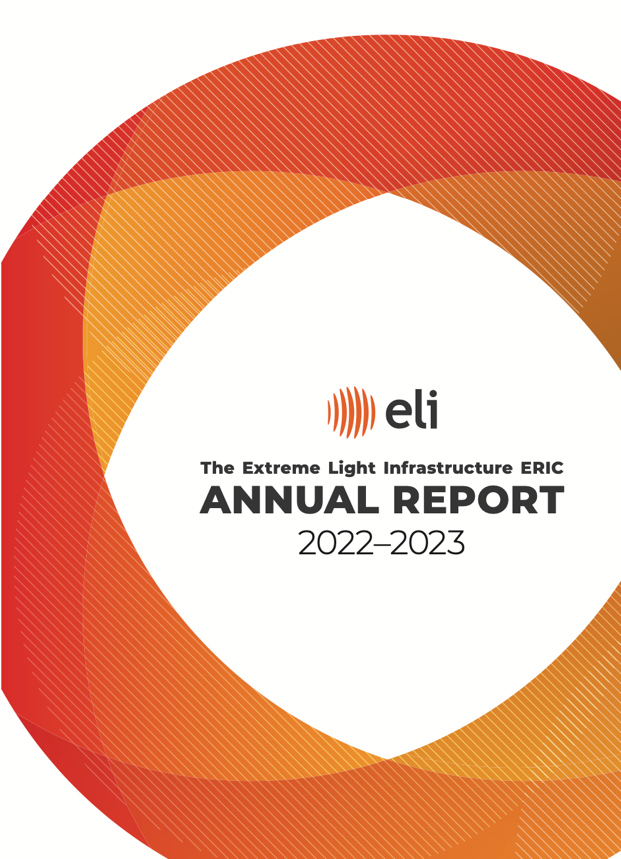 eli
The Extreme Light Infrastructure ERIC
ANNUAL REPORT
2022–2023